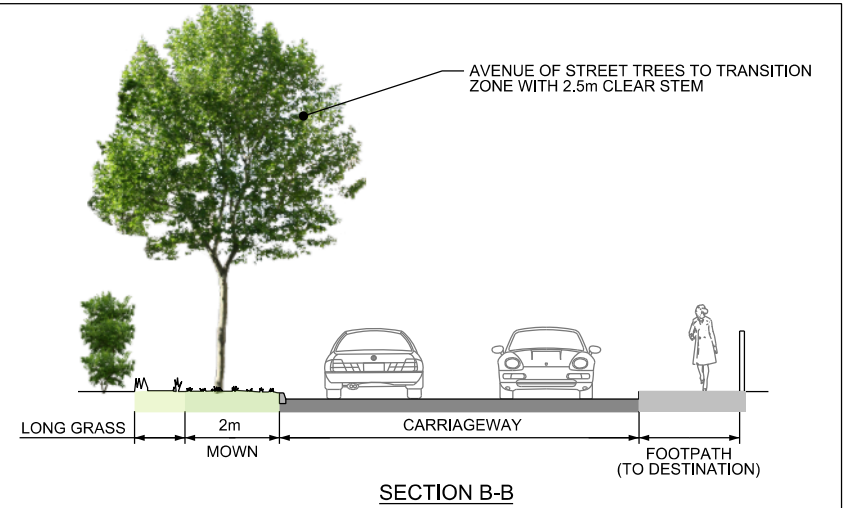 AVENUE OF STREET TREES TO TRANSITION
ZONE WITH 2.5m CLEAR STEM
LONG GRASS
2m
MOWN
CARRIAGEWAY
FOOTPATH
(TO DESTINATION)
SECTION B-B